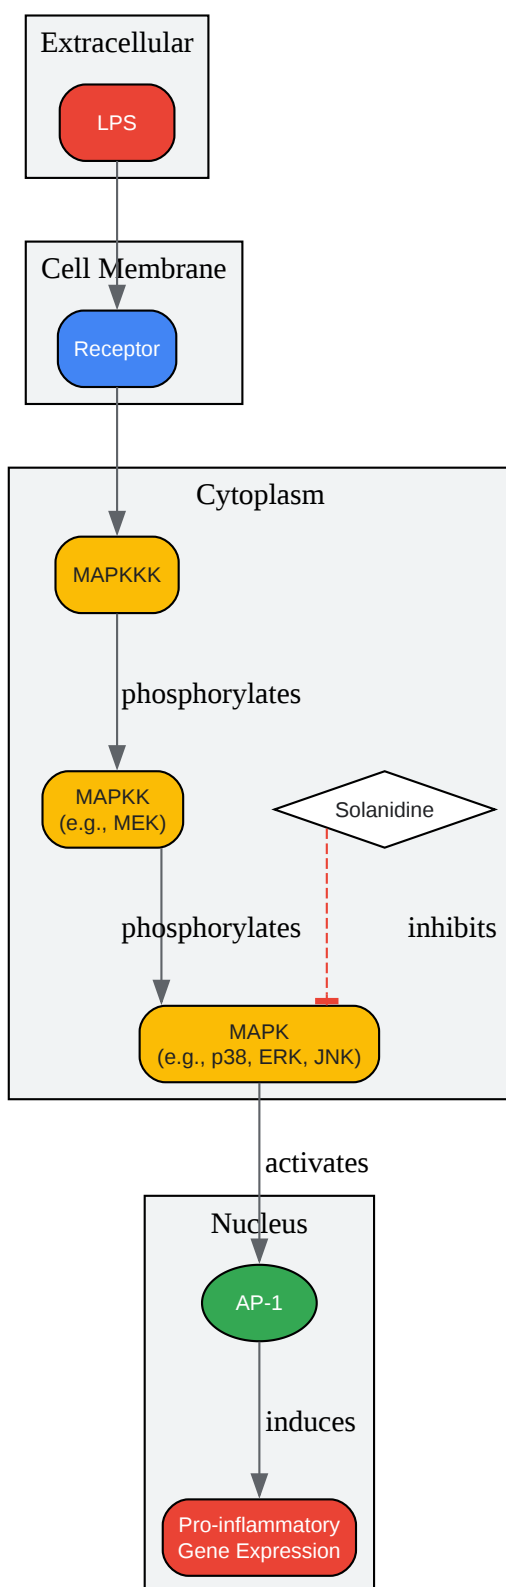 Extracellular
LPS
Cell Membrane
Receptor
Cytoplasm
MAPKKK
phosphorylates
MAPKK
(e.g., MEK)
Solanidine
phosphorylates
inhibits
MAPK
(e.g., p38, ERK, JNK)
activates
Nucleus
AP-1
induces
Pro-inflammatory
Gene Expression